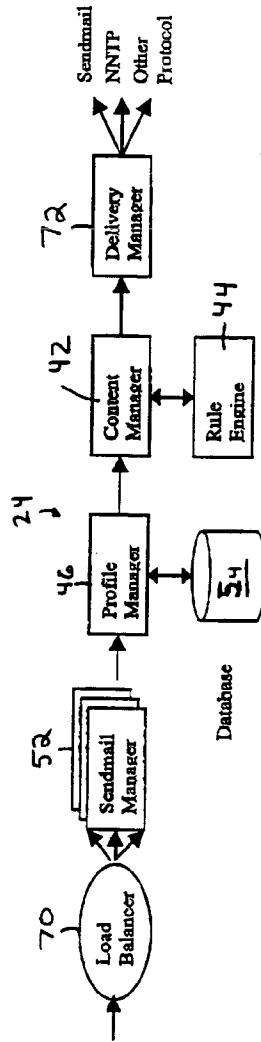 70
Load
Balancer
52
Sendmail
Manager
24
46
Profile
Manager
54
Database
42
Content
Manager
44
Rule
Engine
72
Delivery
Manager
Sendmail
NNTP
Other
Protocol